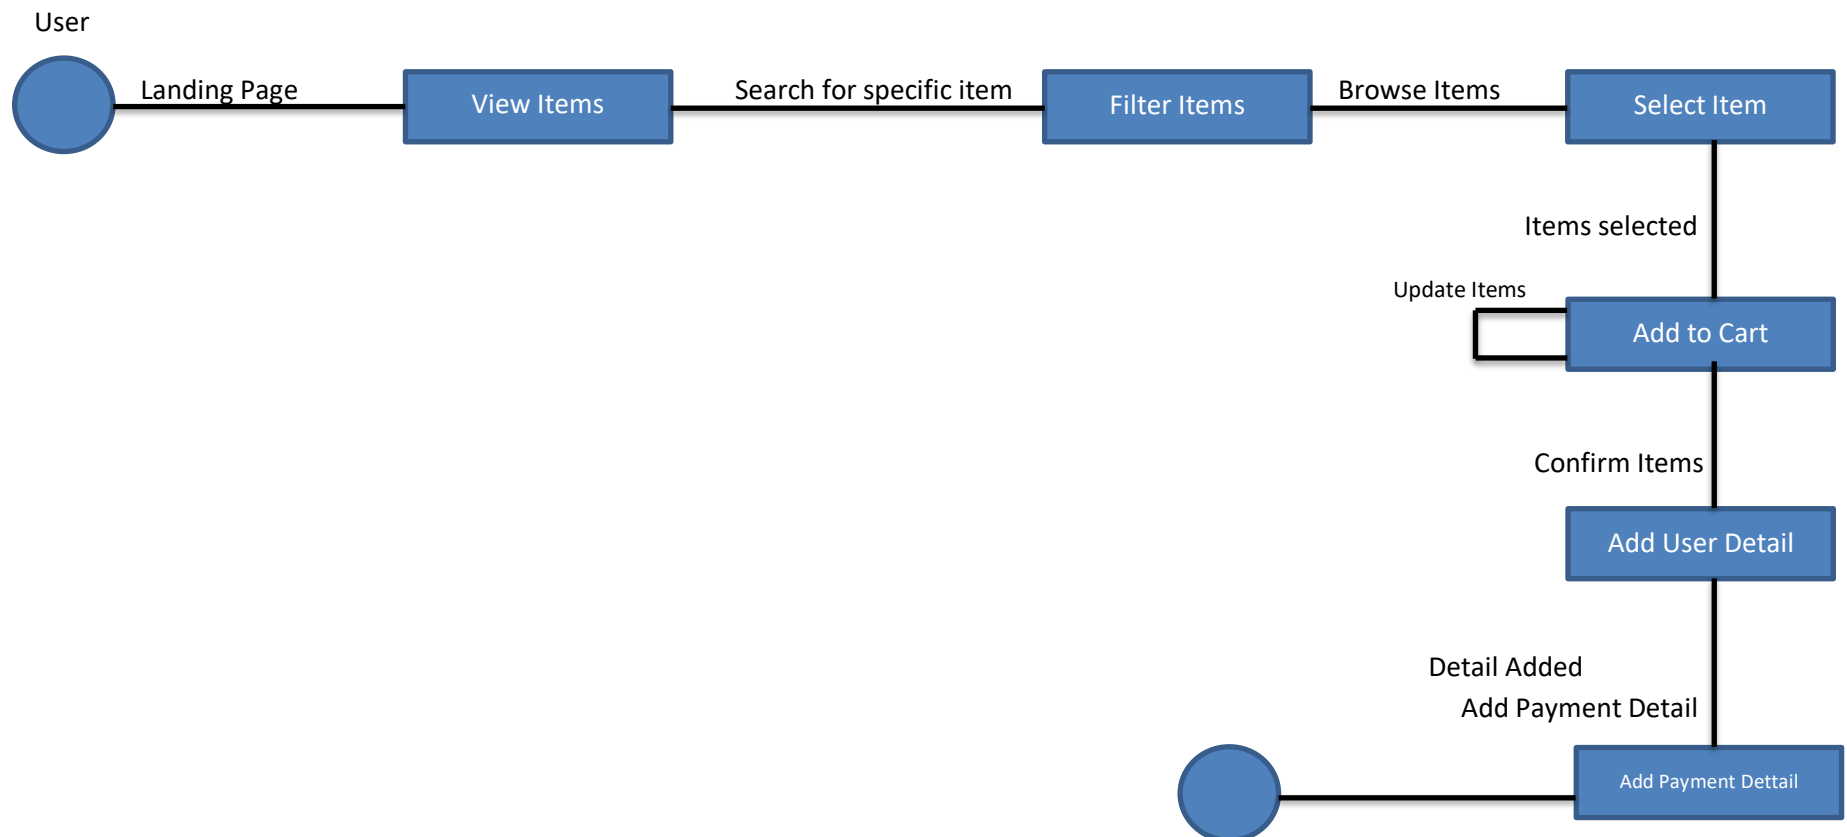 User
Landing Page
View Items
Search for specific item
Filter Items
Browse Items
Select Item
Items selected
Update Items
Add to Cart
Confirm Items
Add User Detail
Detail Added
Add Payment Detail
Add Payment Dettail